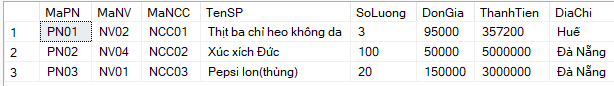 MaPN MaNV MaNCC TenSP SoLuong DonGia ThanhTien DiaChi
1 PN01 NV02 NCC01 Thịt ba chỉ heo không da 3 95000 357200 Huế
2 PN02 NV04 NCC02 Xúc xích Đức 100 50000 5000000 Đà Nẵng
3 PN03 NV01 NCC03 Pepsi lon(thùng) 20 150000 3000000 Đà Nẵng